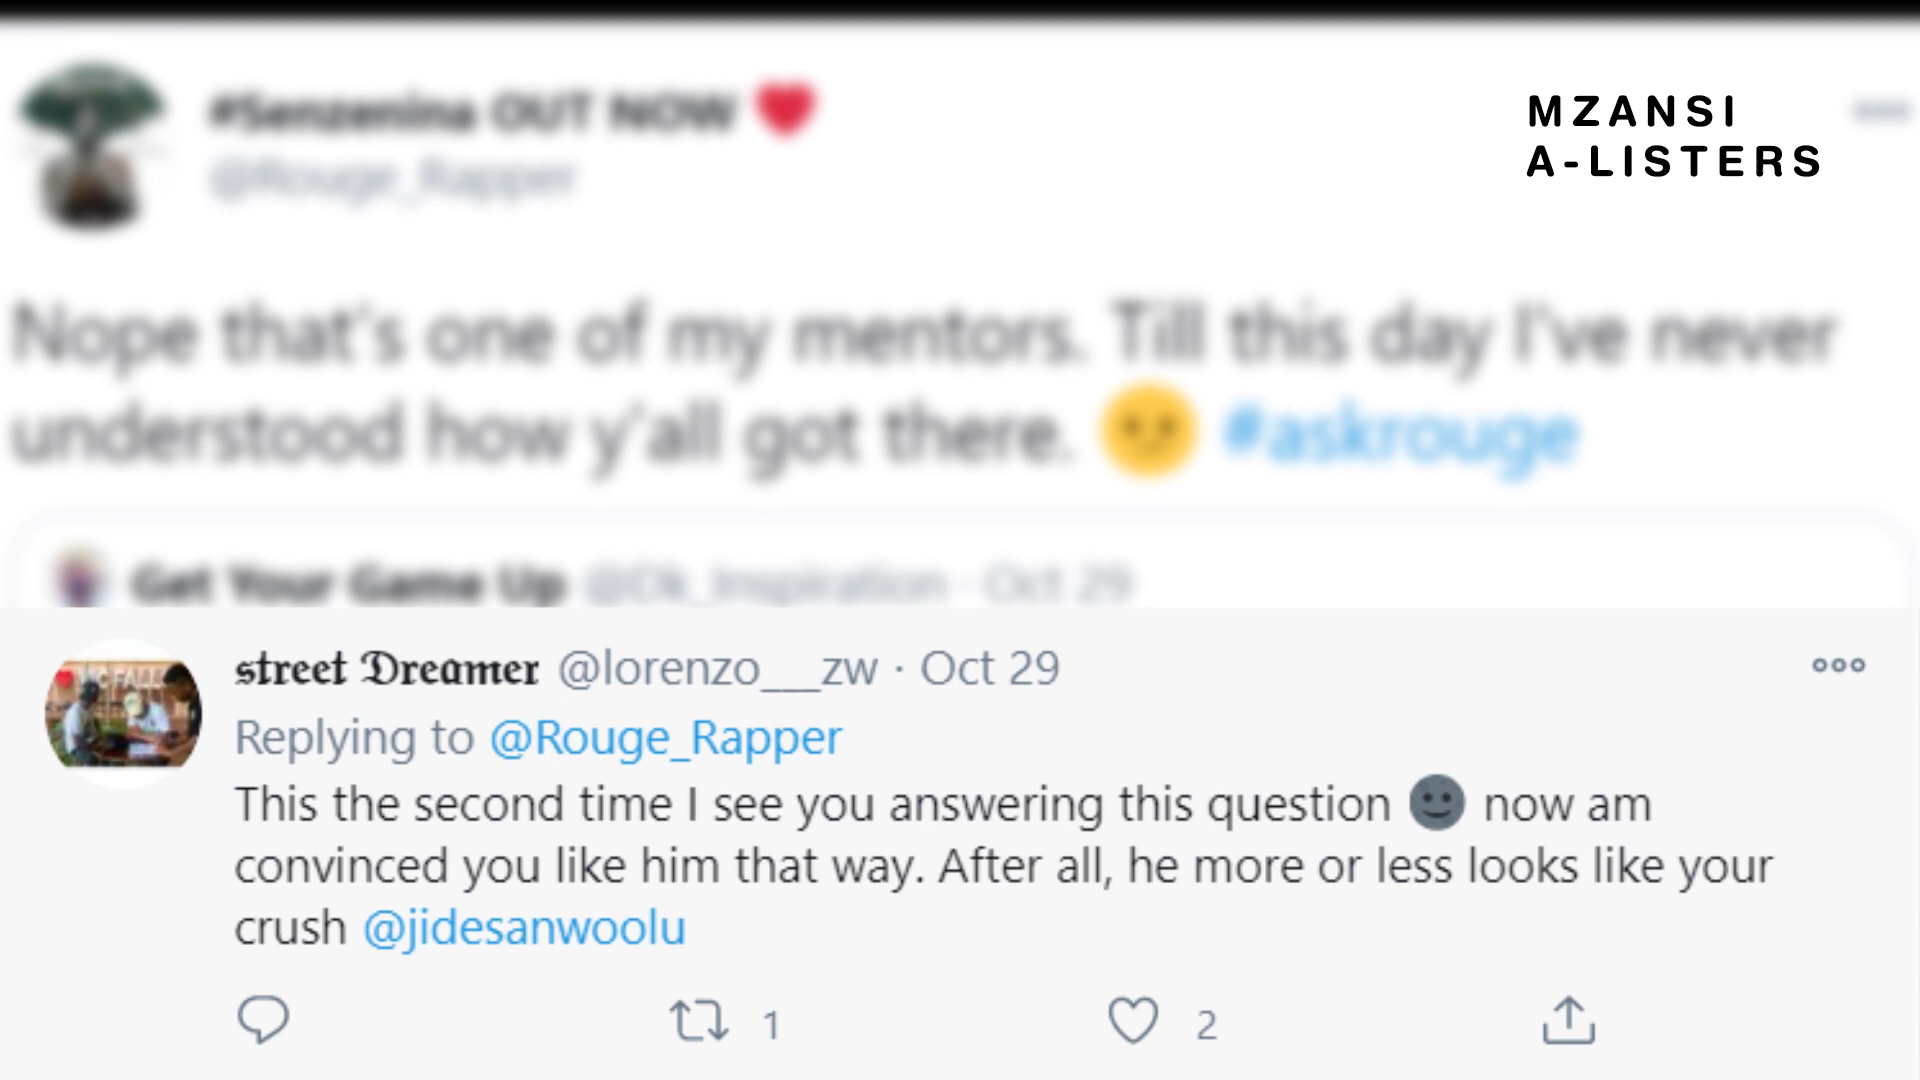 #Senzenina OUT NOW ❤️
@Rouge_Rapper
MZANSI
A-LISTERS
Nope that's one of my mentors. Till this day I've never
understood how y'all got there. 🫤 #askrouge
Get Your Game Up @Dk_Inspiration · Oct 29
street Dreamer @lorenzo___zw · Oct 29
Replying to @Rouge_Rapper
This the second time I see you answering this question 🌚 now am
convinced you like him that way. After all, he more or less looks like your
crush @jidesanwoolu
1
2